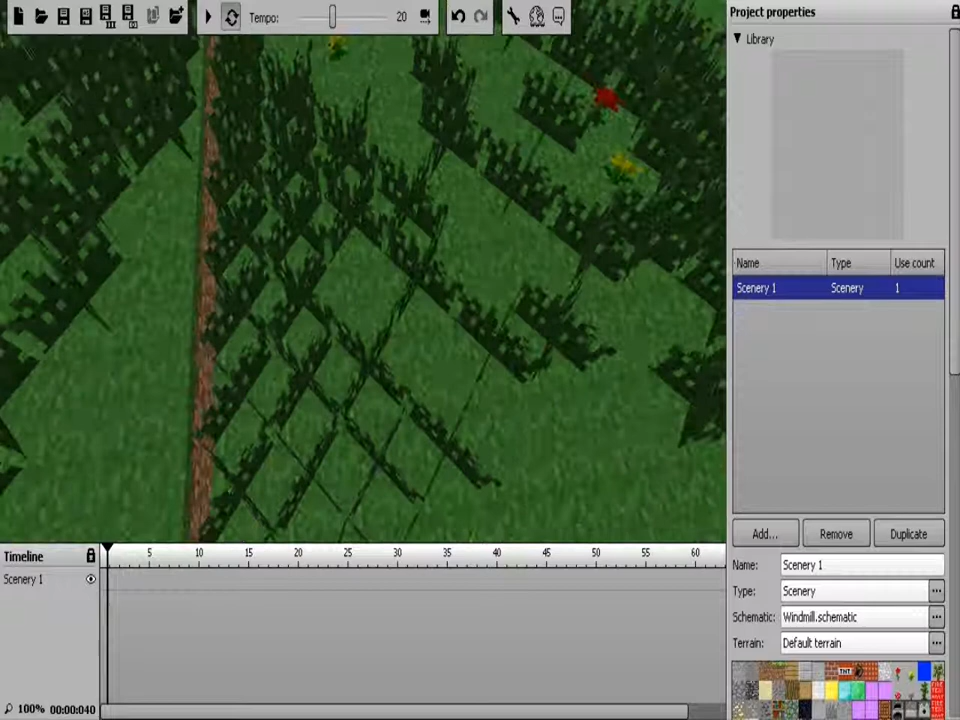 Tempo: 20
Project properties
Library
Name Type Use count
Scenery 1 Scenery 1
Add... Remove Duplicate
Name: Scenery 1
Type: Scenery ...
Schematic: Windmill.schematic ...
Terrain: Default terrain ...
TNT
Timeline
5 10 15 20 25 30 35 40 45 50 55 60
Scenery 1
100% 00:00:040